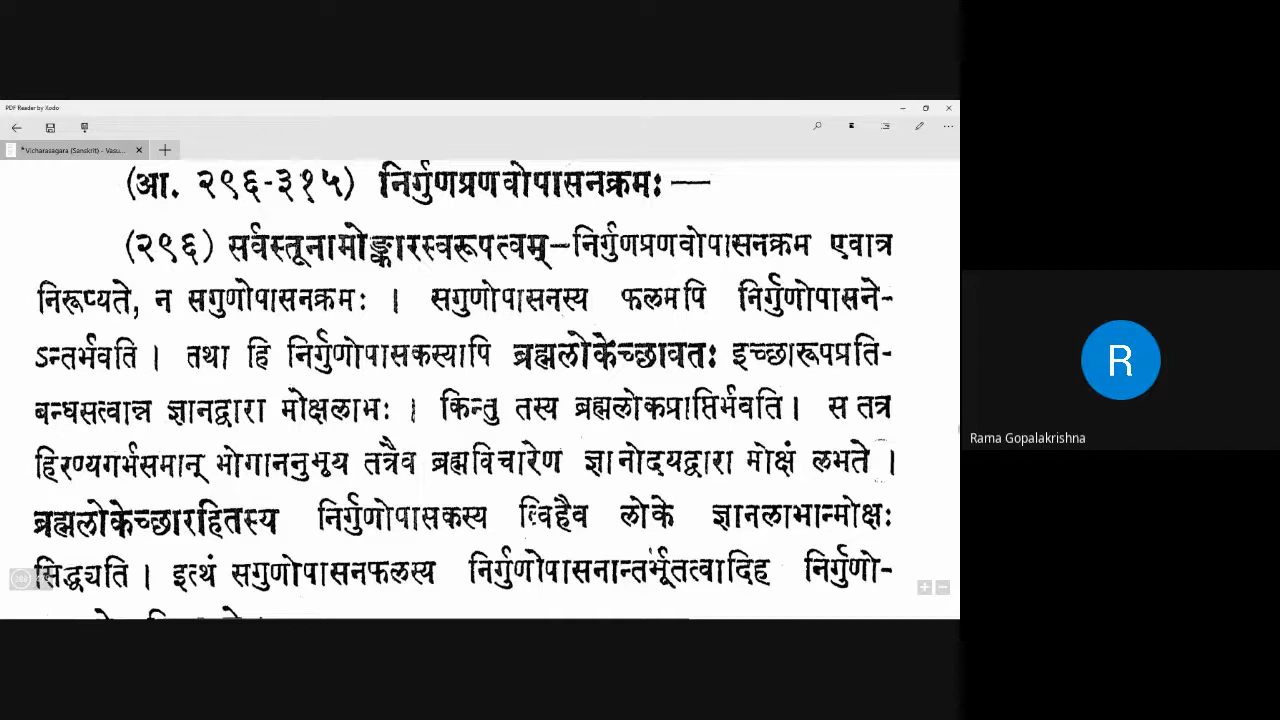 PDF Reader by Xodo
*Vicharasagara (Sanskrit) - Vasu...
(आ. २९६-३१५) निर्गुणप्रणवोपासनक्रमः —
(२९६) सर्वस्तूनामोङ्कारस्वरूपत्वम्–निर्गुणप्रणवोपासनक्रम एवात्र
निरूप्यते, न सगुणोपासनक्रमः । सगुणोपासनस्य फलमपि निर्गुणोपासने-
ऽन्तर्भवति । तथा हि निर्गुणोपासकस्यापि ब्रह्मलोकेच्छावतः इच्छारूपप्रति-
बन्धसत्वान्न ज्ञानद्वारा मोक्षलाभः । किन्तु तस्य ब्रह्मलोकप्राप्तिर्भवति । स तत्र
हिरण्यगर्भसमान् भोगाननुभूय तत्रैव ब्रह्मविचारेण ज्ञानोदयद्वारा मोक्षं लभते ।
ब्रह्मलोकेच्छारहितस्य निर्गुणोपासकस्य त्विहैव लोके ज्ञानलाभान्मोक्षः
सिद्ध्यति । इत्थं सगुणोपासनफलस्य निर्गुणोपासनान्तर्भूतत्वादिह निर्गुणो-
R
Rama Gopalakrishna